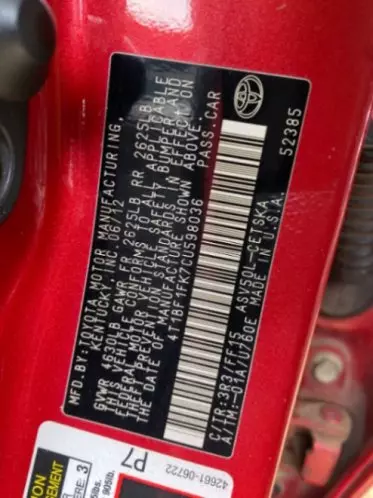 MFD. BY: TOYOTA MOTOR MANUFACTURING,
KENTUCKY, INC. 06/12
GVWR 4630LB GAWR FR 2625LB RR 2625LB
THIS VEHICLE CONFORMS TO ALL APPLICABLE
FEDERAL MOTOR VEHICLE SAFETY BUMPER, AND
THEFT PREVENTION STANDARDS IN EFFECT ON
THE DATE OF MANUFACTURE SHOWN ABOVE.
4T1BF1FK7CU598036 PASS.CAR
C/TR:3R3/FF15 ASV50L-CETSKA
A/TM:-01A/U760E MADE IN U.S.A.
52385
42661-06722
P7